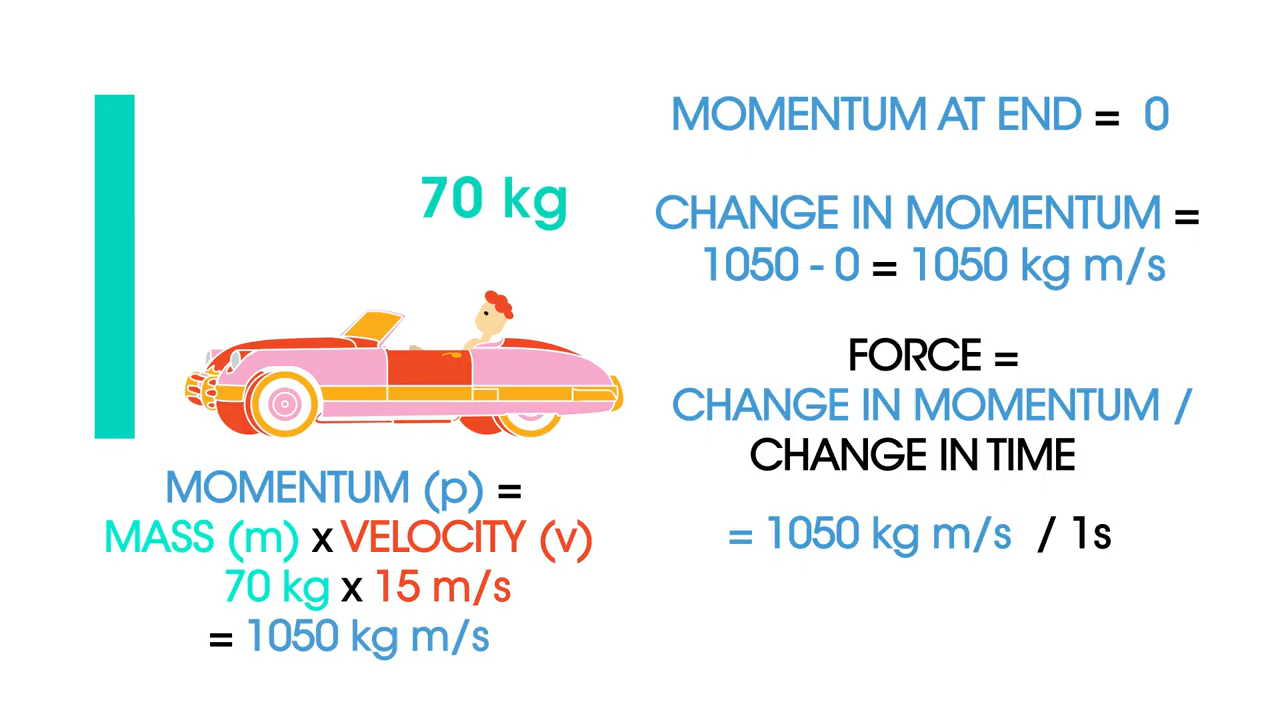 70 kg
MOMENTUM (p) =
MASS (m) x VELOCITY (v)
70 kg x 15 m/s
= 1050 kg m/s
MOMENTUM AT END = 0
CHANGE IN MOMENTUM =
1050 - 0 = 1050 kg m/s
FORCE =
CHANGE IN MOMENTUM /
CHANGE IN TIME
= 1050 kg m/s / 1s